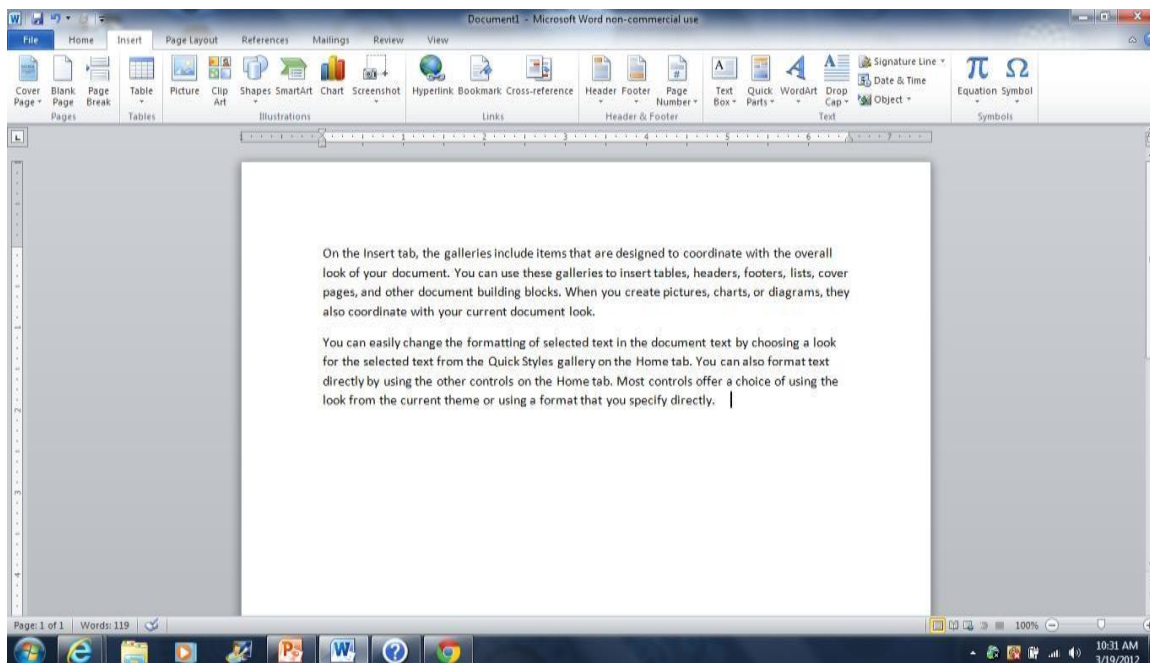 Document1 - Microsoft Word non-commercial use
File Home Insert Page Layout References Mailings Review View
Cover Page Blank Page Page Break Table Picture Clip Art Shapes SmartArt Chart Screenshot Hyperlink Bookmark Cross-reference Header Footer Page Number Text Box Quick Parts WordArt Drop Cap Signature Line Date & Time Object Equation Symbol
Pages Tables Illustrations Links Header & Footer Text Symbols
On the Insert tab, the galleries include items that are designed to coordinate with the overall
look of your document. You can use these galleries to insert tables, headers, footers, lists, cover
pages, and other document building blocks. When you create pictures, charts, or diagrams, they
also coordinate with your current document look.
You can easily change the formatting of selected text in the document text by choosing a look
for the selected text from the Quick Styles gallery on the Home tab. You can also format text
directly by using the other controls on the Home tab. Most controls offer a choice of using the
look from the current theme or using a format that you specify directly.
Page: 1 of 1 Words: 119 100%
10:31 AM
3/19/2012